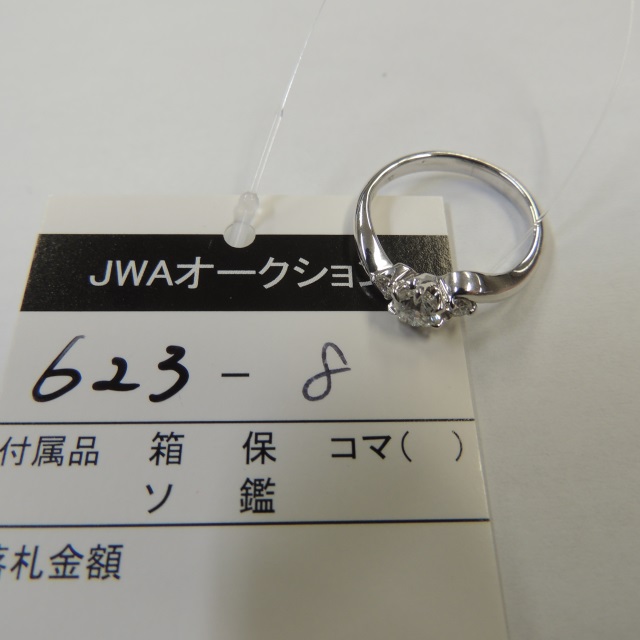 JWAオークション
623 - 8
付属品 箱 保 コマ( )
ソ 鑑
落札金額